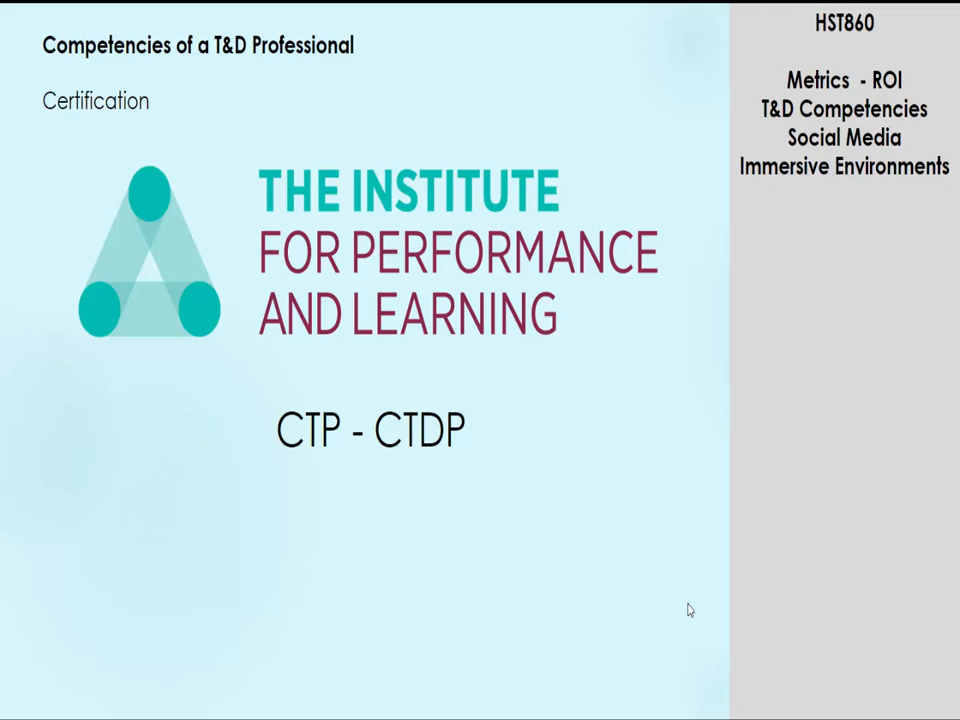 Competencies of a T&D Professional
Certification
THE INSTITUTE
FOR PERFORMANCE
AND LEARNING
CTP - CTDP
HST860
Metrics - ROI
T&D Competencies
Social Media
Immersive Environments